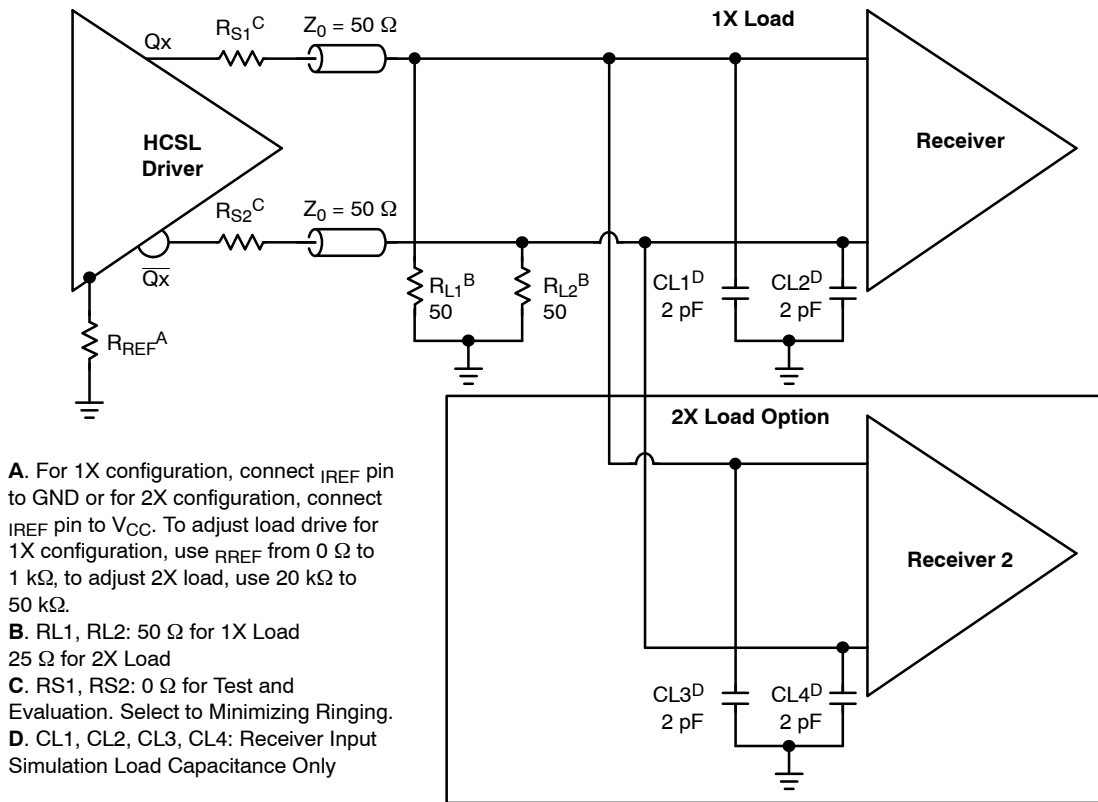 1X Load
Qx
R_S1^C
Z_0 = 50 Ω
HCSL
Driver
Receiver
R_S2^C
Z_0 = 50 Ω
Q̅x̅
R_REF^A
R_L1^B
50
R_L2^B
50
CL1^D
2 pF
CL2^D
2 pF
2X Load Option
Receiver 2
CL3^D
2 pF
CL4^D
2 pF
A. For 1X configuration, connect IREF pin
to GND or for 2X configuration, connect
IREF pin to V_CC. To adjust load drive for
1X configuration, use RREF from 0 Ω to
1 kΩ, to adjust 2X load, use 20 kΩ to
50 kΩ.
B. RL1, RL2: 50 Ω for 1X Load
25 Ω for 2X Load
C. RS1, RS2: 0 Ω for Test and
Evaluation. Select to Minimizing Ringing.
D. CL1, CL2, CL3, CL4: Receiver Input
Simulation Load Capacitance Only